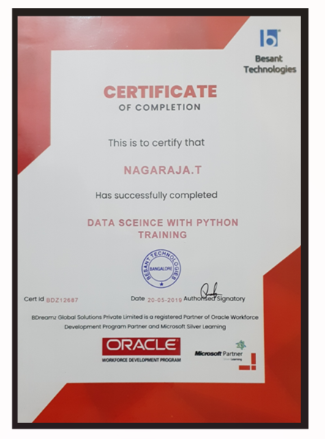 b
Besant
Technologies
CERTIFICATE
OF COMPLETION
This is to certify that
NAGARAJA.T
Has successfully completed
DATA SCEINCE WITH PYTHON
TRAINING
BESANT TECHNOLOGIES
BANGALORE
Cert id BDZ12687
Date 20-05-2018 Authorised Signatory
BDreamz Global Solutions Private Limited is a registered Partner of Oracle Workforce
Development Program Partner and Microsoft Silver Learning
ORACLE
WORKFORCE DEVELOPMENT PROGRAM
Microsoft Partner
Learning